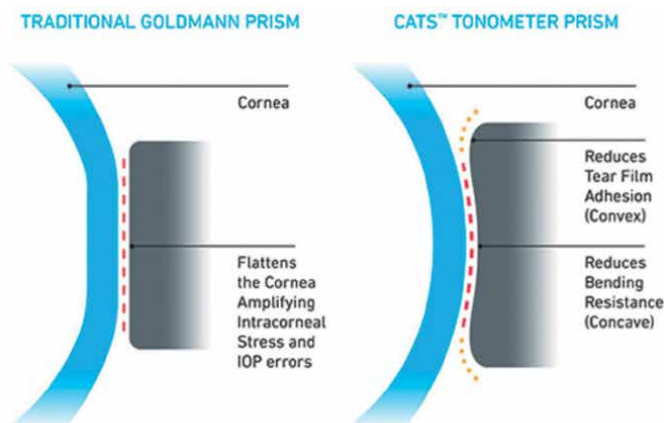 TRADITIONAL GOLDMANN PRISM
Cornea
Flattens
the Cornea
Amplifying
Intracorneal
Stress and
IOP errors
CATS™ TONOMETER PRISM
Cornea
Reduces
Tear Film
Adhesion
(Convex)
Reduces
Bending
Resistance
(Concave)